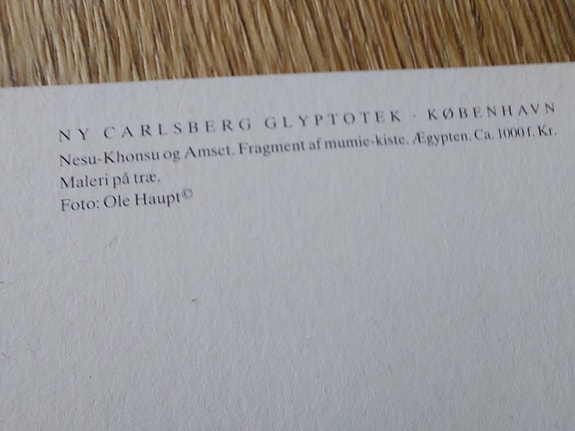 NY CARLSBERG GLYPTOTEK · KØBENHAVN
Nesu-Khonsu og Amset. Fragment af mumie-kiste. Ægypten. Ca. 1000 f. Kr.
Maleri på træ.
Foto: Ole Haupt©